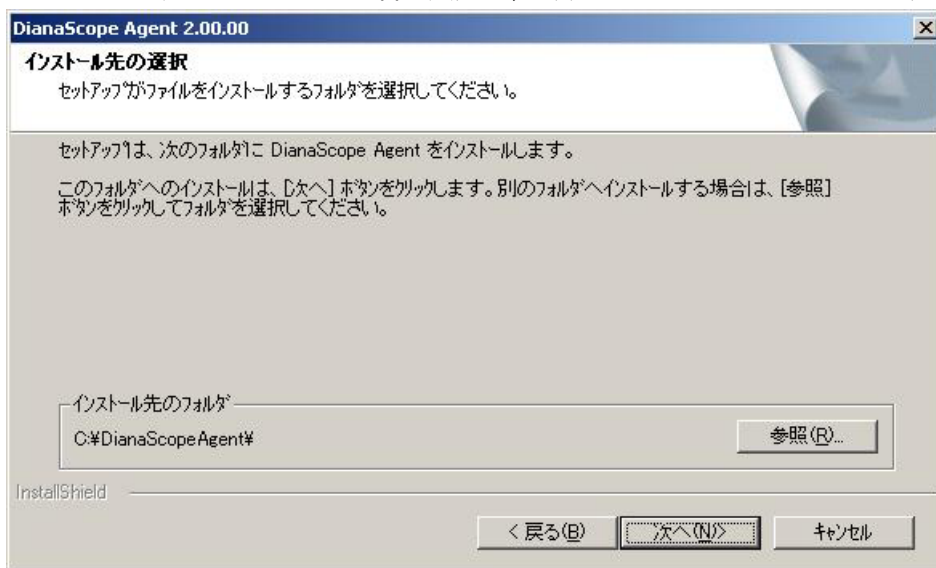 DianaScope Agent 2.00.00
インストール先の選択
セットアップがファイルをインストールするフォルダを選択してください。
セットアップは、次のフォルダに DianaScope Agent をインストールします。
このフォルダへのインストールは、[次へ] ボタンをクリックします。別のフォルダへインストールする場合は、[参照]
ボタンをクリックしてフォルダを選択してください。
インストール先のフォルダ
C:¥DianaScopeAgent¥
参照(R)...
InstallShield
< 戻る(B)
次へ(N)>
キャンセル